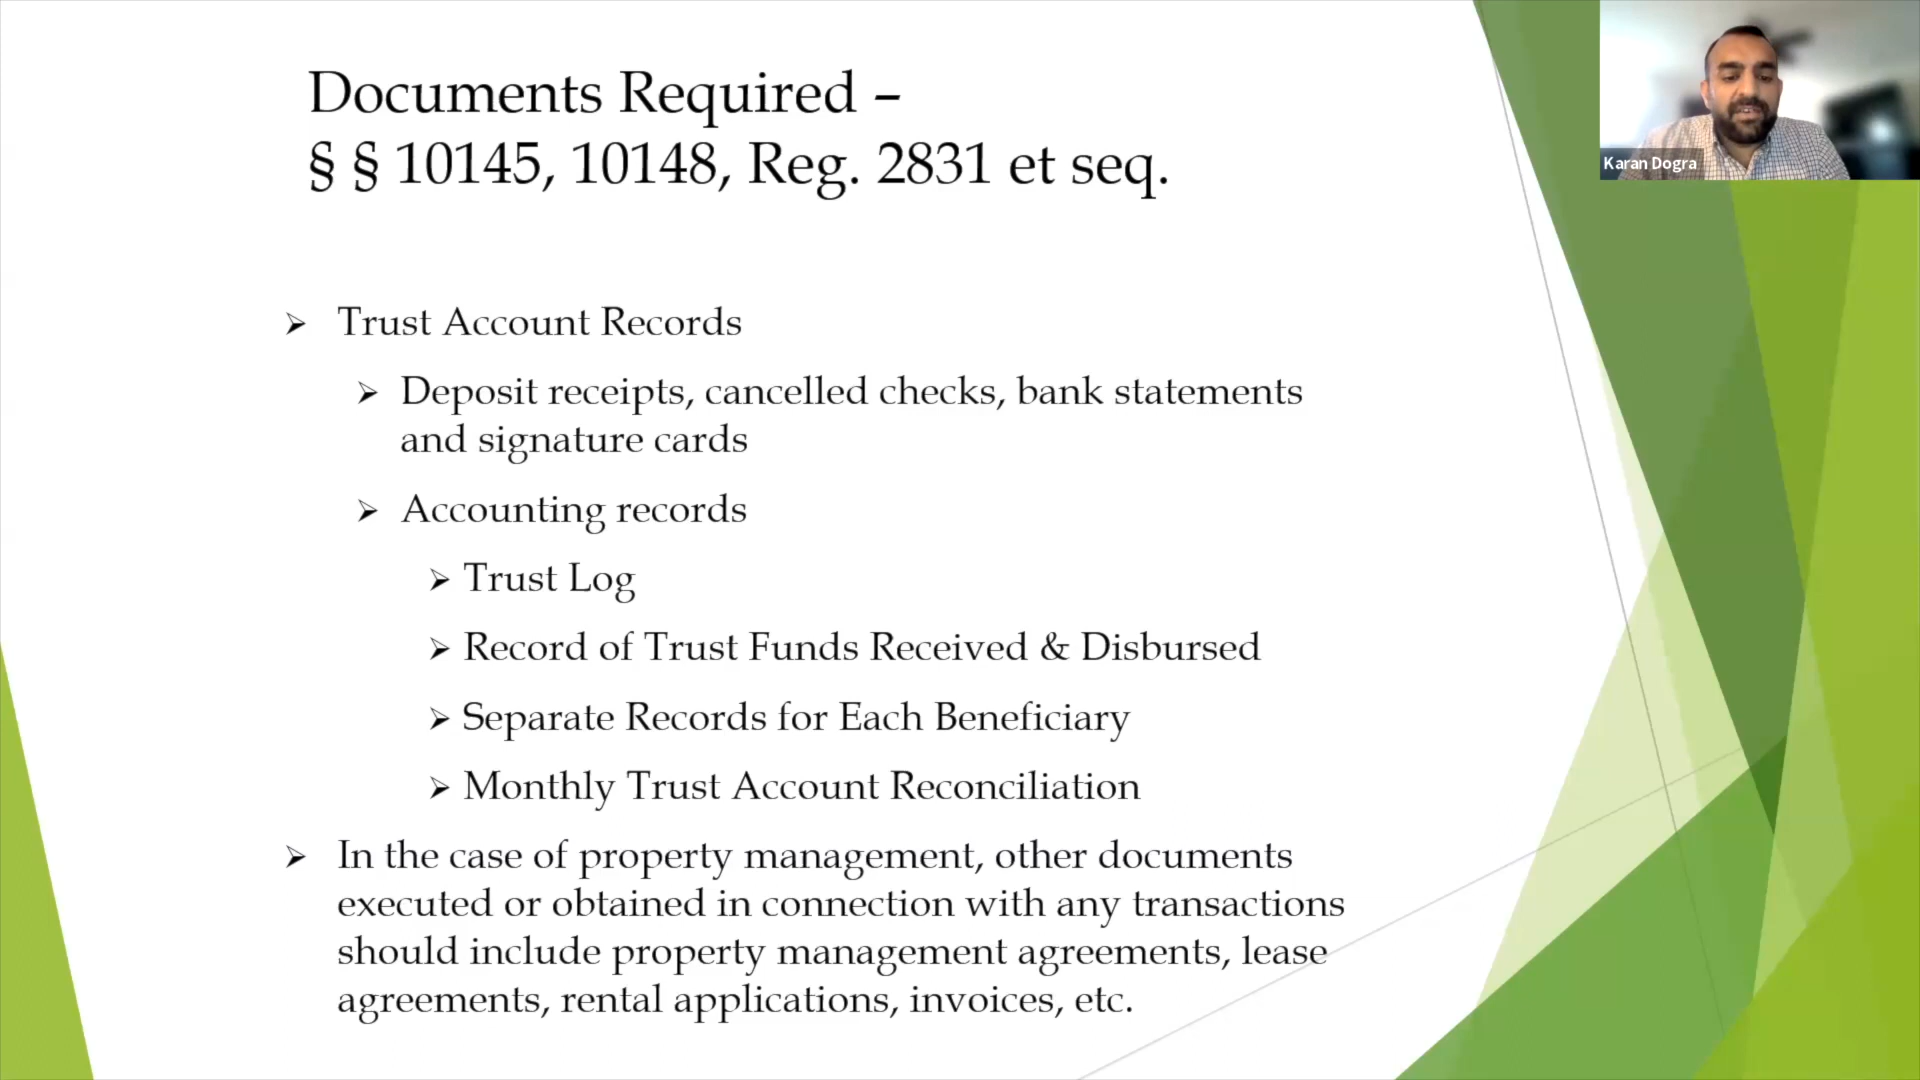 Documents Required –
§ § 10145, 10148, Reg. 2831 et seq.
Karan Dogra
➢ Trust Account Records
➢ Deposit receipts, cancelled checks, bank statements
and signature cards
➢ Accounting records
➢ Trust Log
➢ Record of Trust Funds Received & Disbursed
➢ Separate Records for Each Beneficiary
➢ Monthly Trust Account Reconciliation
➢ In the case of property management, other documents
executed or obtained in connection with any transactions
should include property management agreements, lease
agreements, rental applications, invoices, etc.